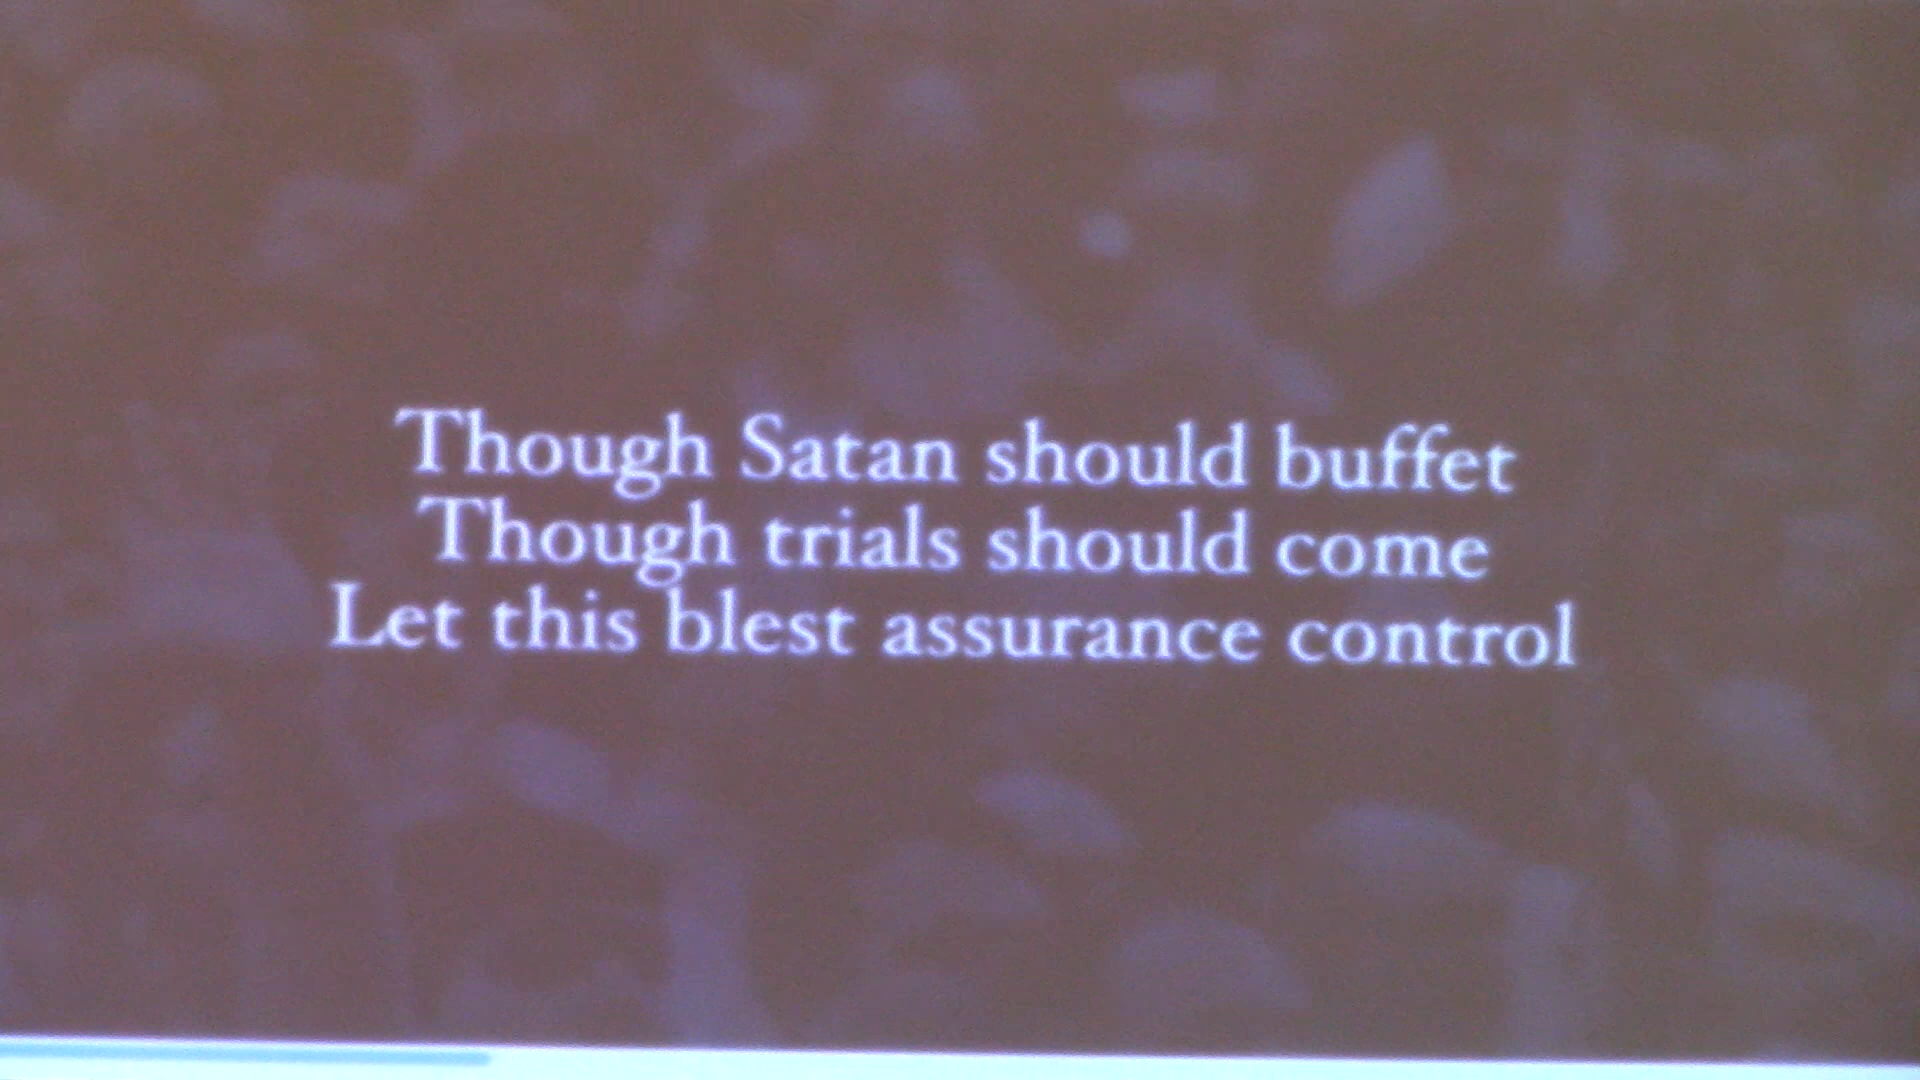 Though Satan should buffet
Though trials should come
Let this blest assurance control